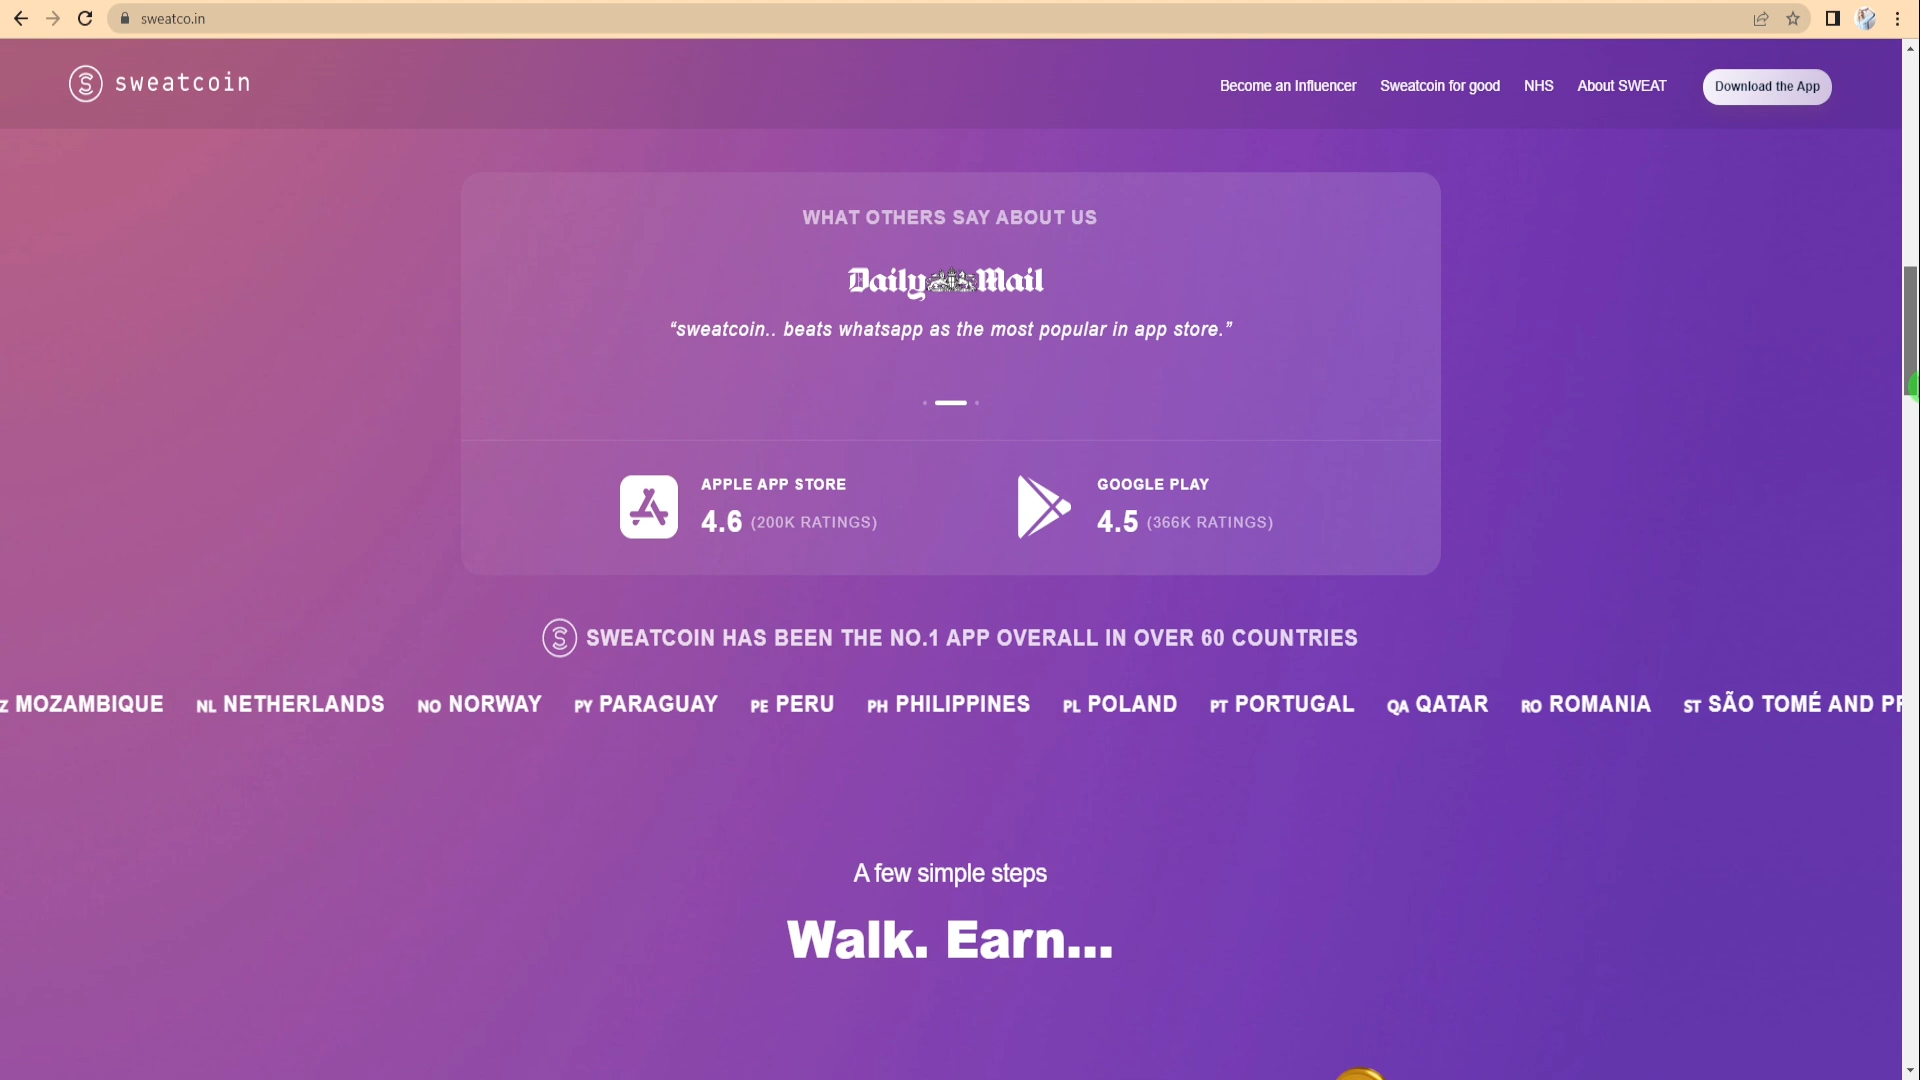 sweatco.in
sweatcoin
Become an Influencer
Sweatcoin for good
NHS
About SWEAT
Download the App
WHAT OTHERS SAY ABOUT US
Daily Mail
“sweatcoin.. beats whatsapp as the most popular in app store.”
APPLE APP STORE
4.6 (200K RATINGS)
GOOGLE PLAY
4.5 (366K RATINGS)
SWEATCOIN HAS BEEN THE NO.1 APP OVERALL IN OVER 60 COUNTRIES
Z MOZAMBIQUE NL NETHERLANDS NO NORWAY PY PARAGUAY PE PERU PH PHILIPPINES PL POLAND PT PORTUGAL QA QATAR RO ROMANIA ST SÃO TOMÉ AND PR
A few simple steps
Walk. Earn...